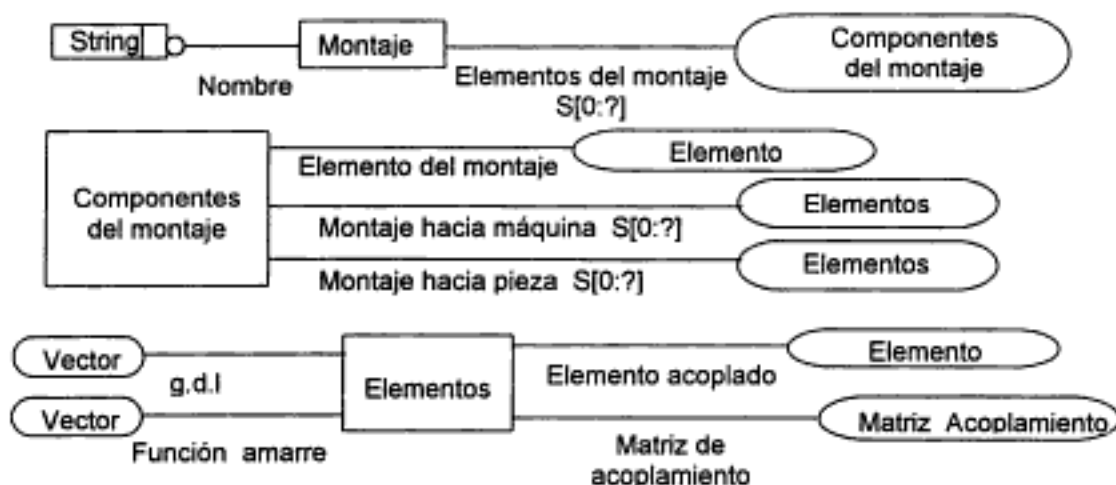 String
Montaje
Componentes
del montaje
Nombre
Elementos del montaje
S[0:?]
Elemento
Elemento del montaje
Componentes
del montaje
Elementos
Montaje hacia máquina S[0:?]
Elementos
Montaje hacia pieza S[0:?]
Vector
Elementos
Elemento
g.d.l
Elemento acoplado
Vector
Matriz Acoplamiento
Función amarre
Matriz de
acoplamiento